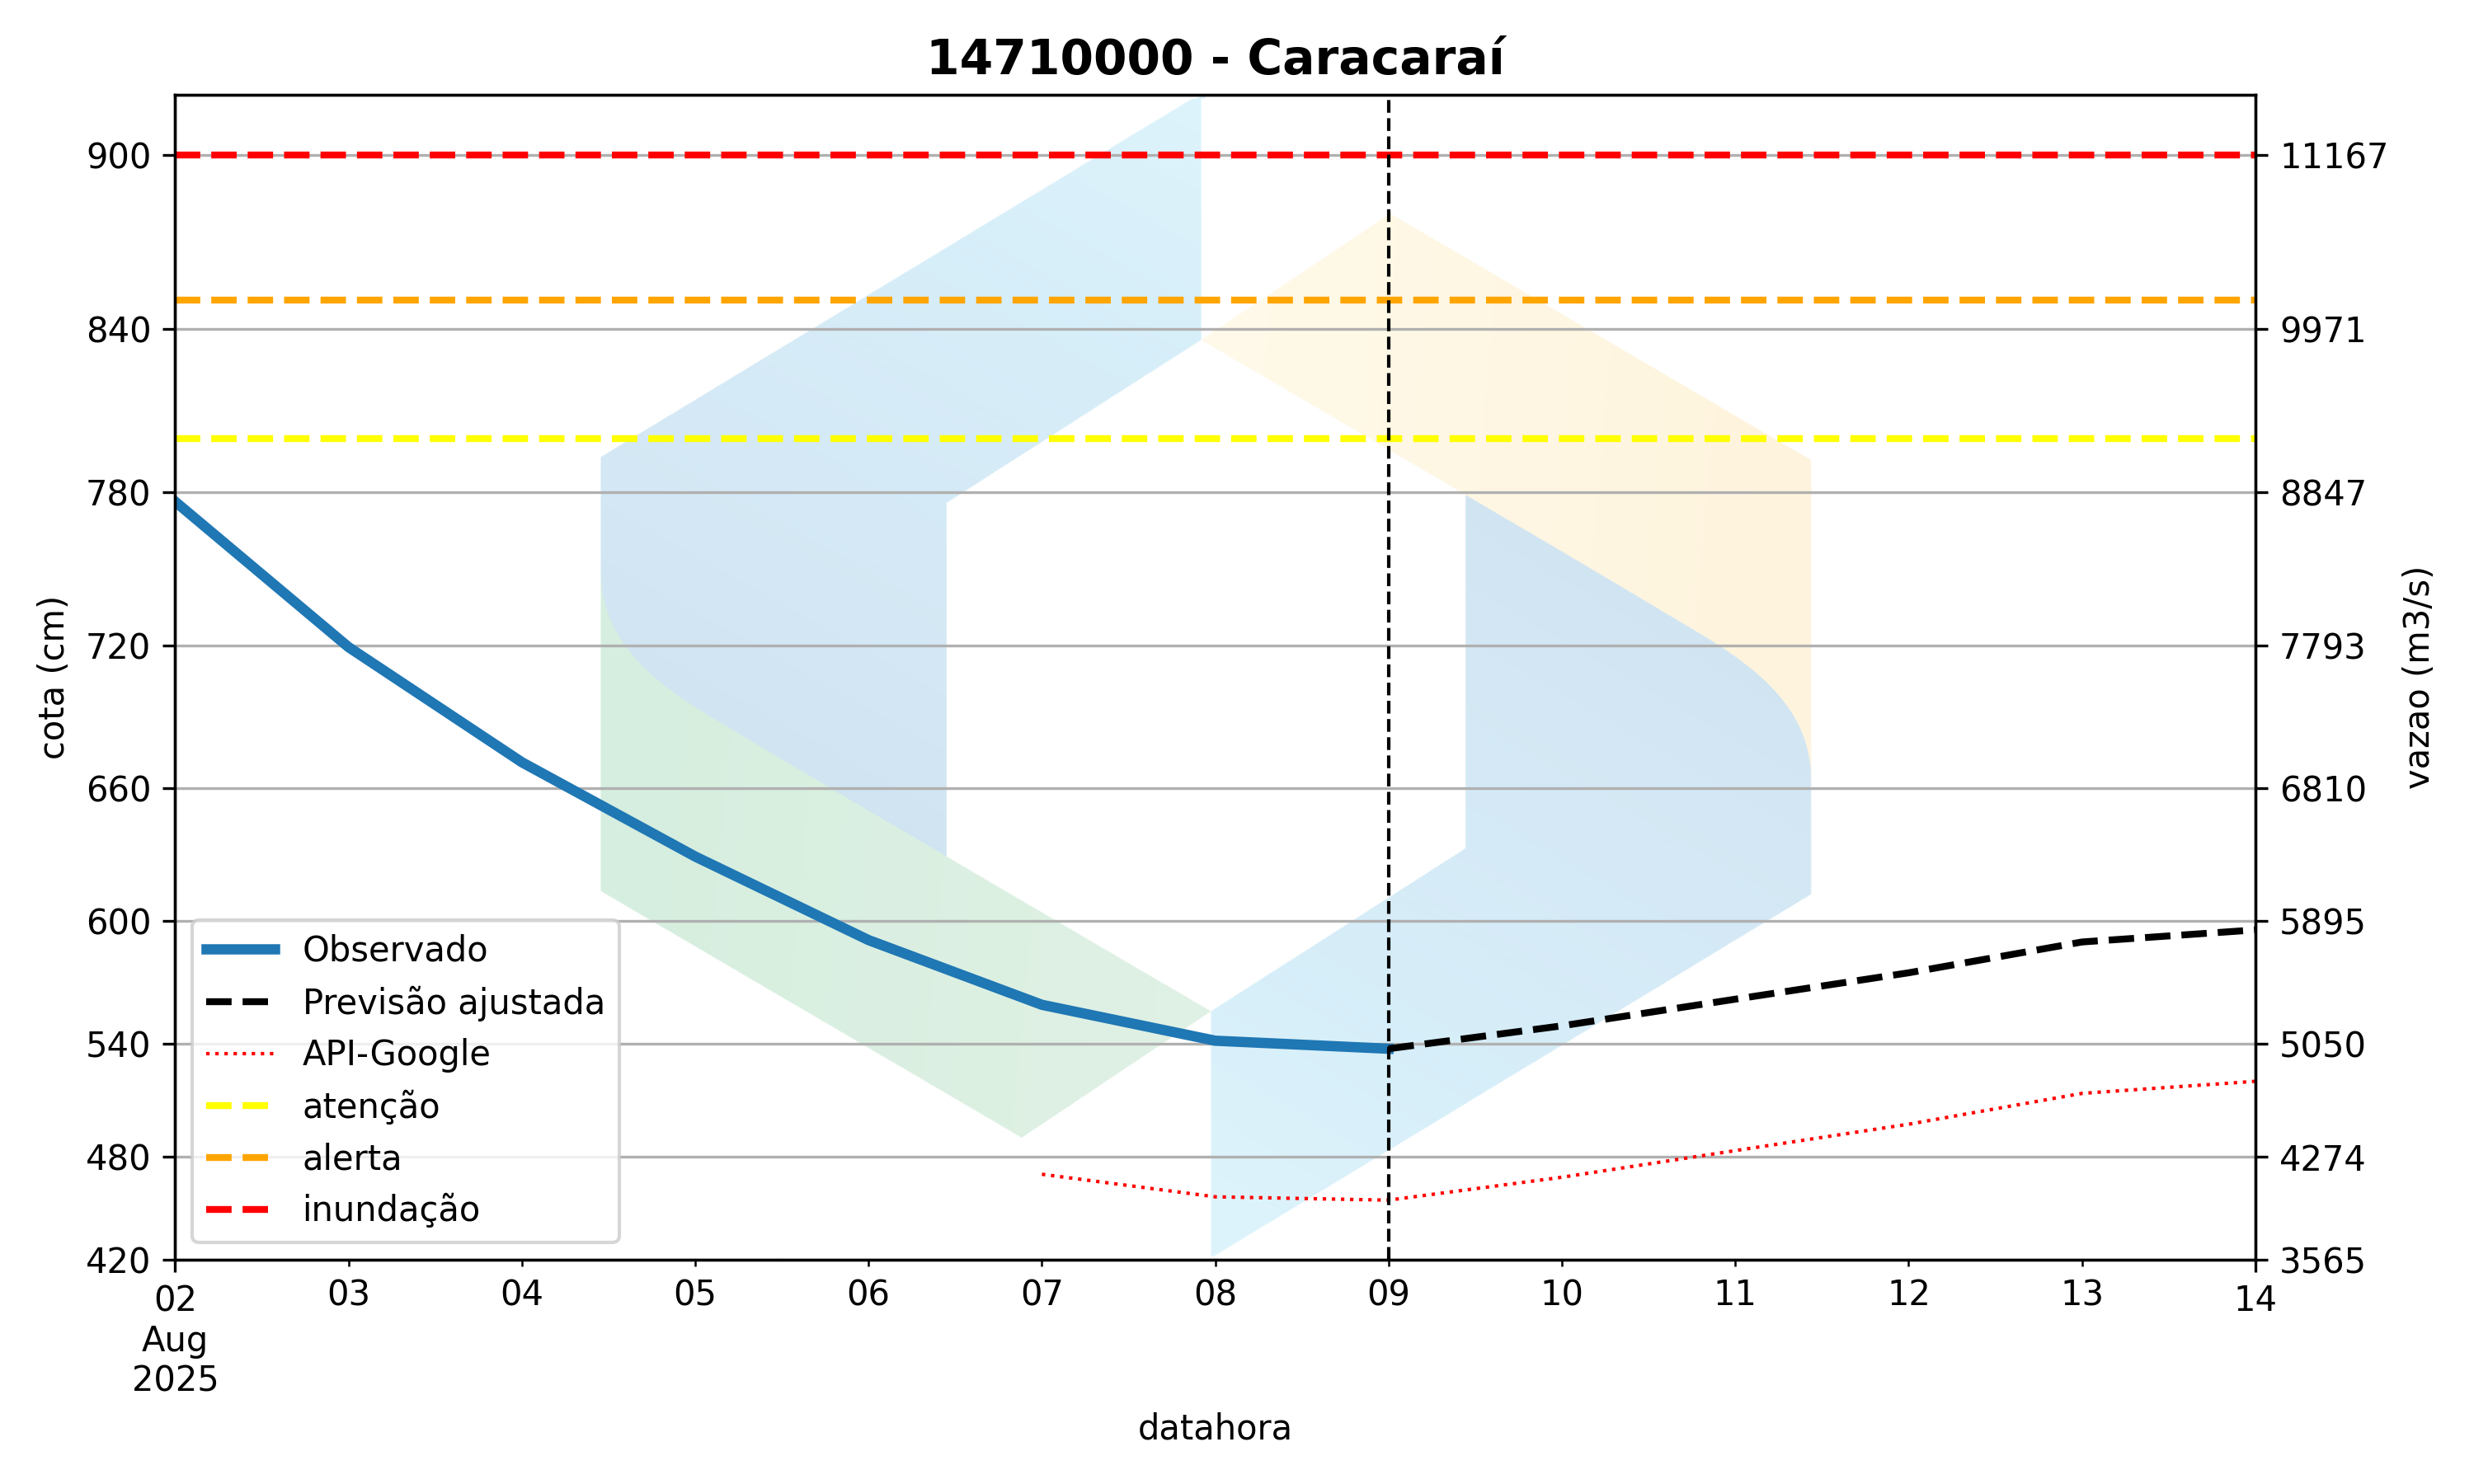 14710000 - Caracaraí
cota (cm)
900
840
780
720
660
600
540
480
420
11167
9971
8847
7793
6810
5895
5050
4274
3565
vazao (m3/s)
Observado
Previsão ajustada
API-Google
atenção
alerta
inundação
02 03 04 05 06 07 08 09 10 11 12 13 14
Aug
2025
datahora